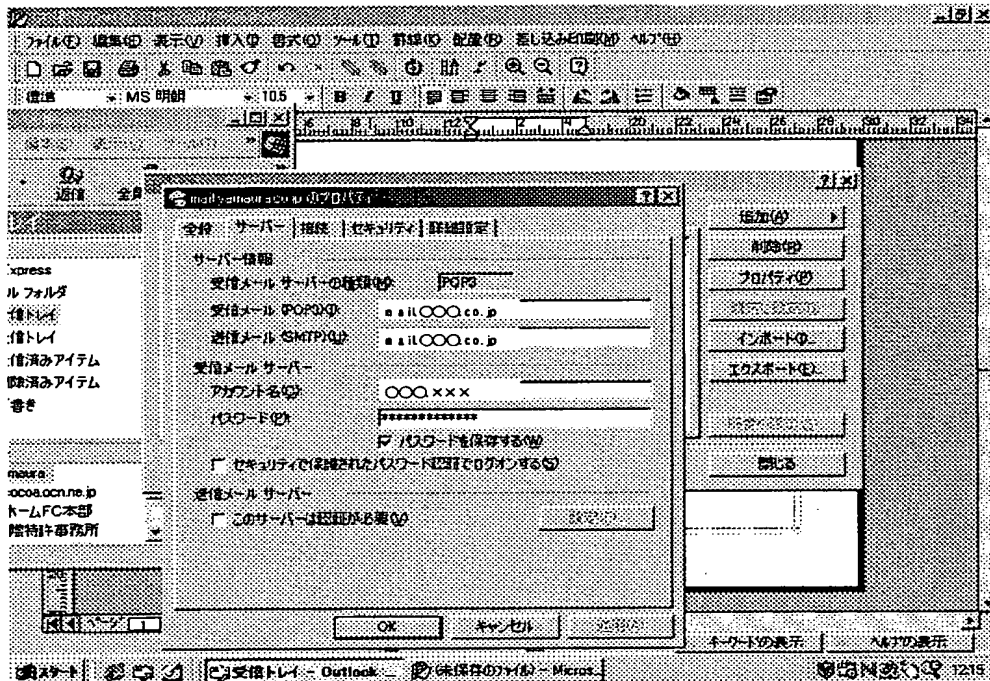 ファイル(F) 編集(E) 表示(V) 挿入(I) 書式(O) ツール(T) 罫線(K) 配置(R) 差し込み印刷(M) ヘルプ(H)
標準 MS 明朝 10.5 B I U
返信 全員
mail.yamaura.co.jp のプロパティ
全般 サーバー 接続 セキュリティ 詳細設定
サーバー情報
受信メール サーバーの種類(M): POP3
受信メール (POP3)(I): mail.○○○.co.jp
送信メール (SMTP)(U): mail.○○○.co.jp
受信メール サーバー
アカウント名(C): ○○○.×××
パスワード(P): *************
パスワードを保存する(W)
セキュリティで保護されたパスワード認証でログオンする(S)
送信メール サーバー
このサーバーは認証が必要(V)
OK キャンセル
追加(A)
削除(R)
プロパティ(P)
インポート(I)...
エクスポート(E)...
閉じる
xpress
ル フォルダ
信トレイ
信トレイ
信済みアイテム
除済みアイテム
書き
maura
cocoa.ocn.ne.jp
ホームFC本部
特許事務所
ページ 1
キーワードの表示 ヘルプの表示
スタート 受信トレイ - Outlook ... (未保存のファイル) - Micros... 12:15